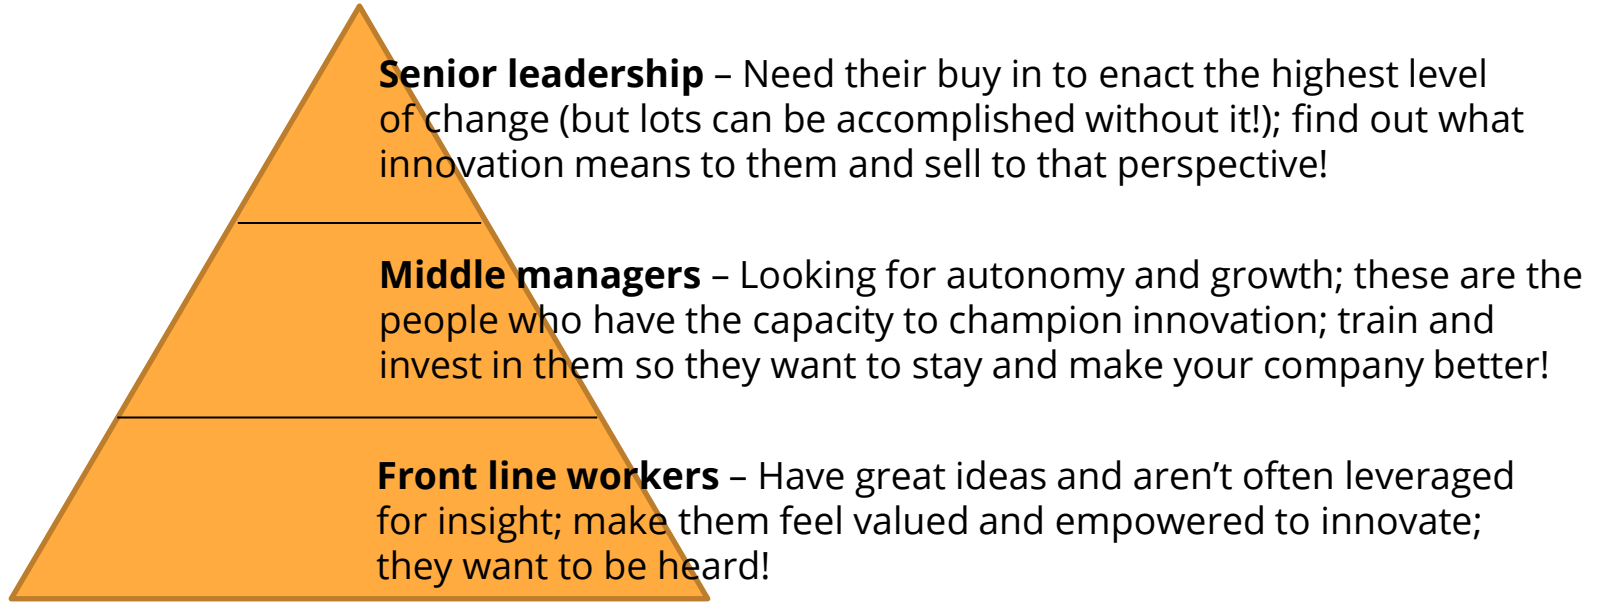 Senior leadership – Need their buy in to enact the highest level
of change (but lots can be accomplished without it!); find out what
innovation means to them and sell to that perspective!
Middle managers – Looking for autonomy and growth; these are the
people who have the capacity to champion innovation; train and
invest in them so they want to stay and make your company better!
Front line workers – Have great ideas and aren’t often leveraged
for insight; make them feel valued and empowered to innovate;
they want to be heard!